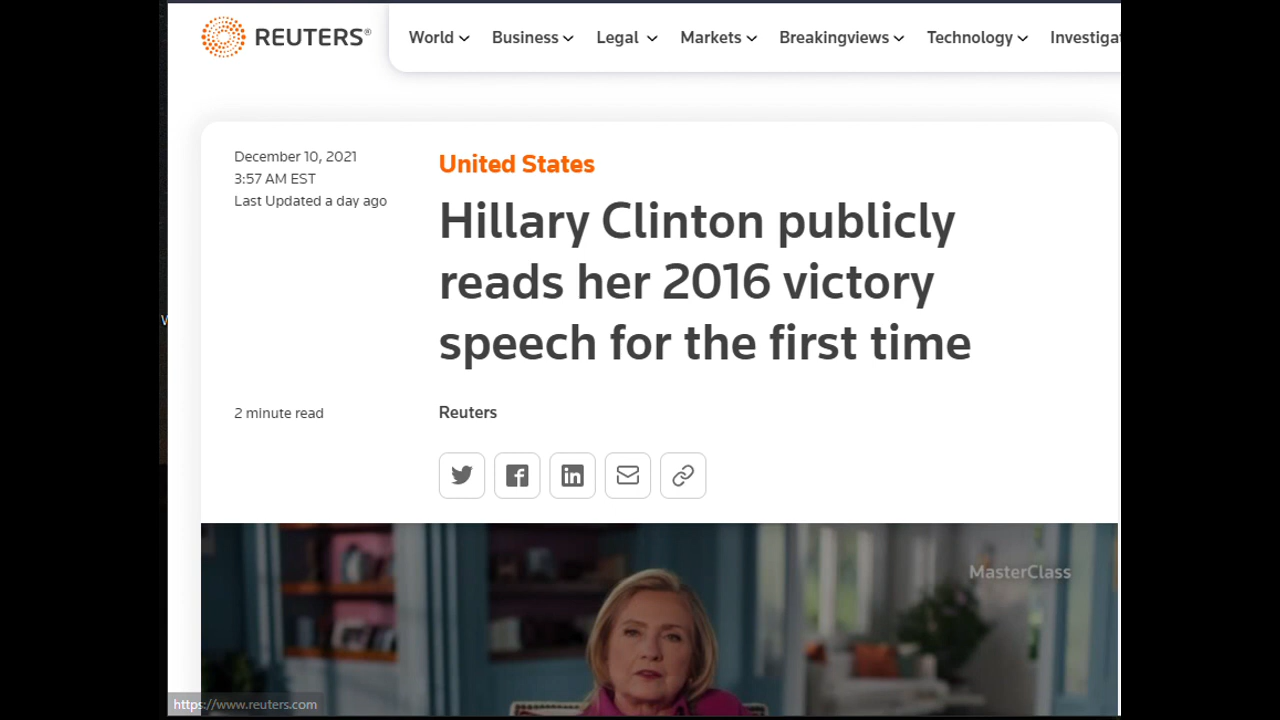 REUTERS®
World Business Legal Markets Breakingviews Technology Investigat
December 10, 2021
3:57 AM EST
Last Updated a day ago
United States
Hillary Clinton publicly
reads her 2016 victory
speech for the first time
2 minute read
Reuters
MasterClass
https://www.reuters.com